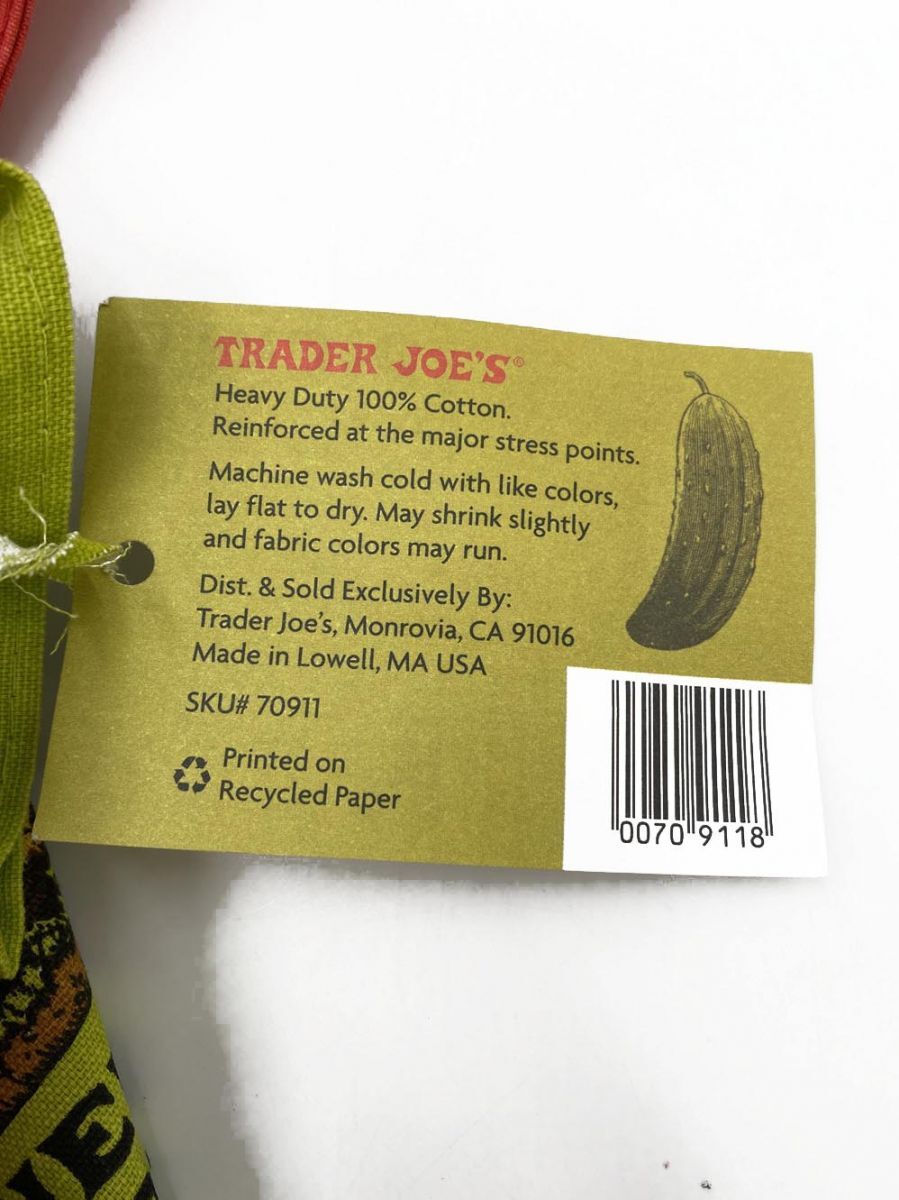 TRADER JOE'S®
Heavy Duty 100% Cotton.
Reinforced at the major stress points.
Machine wash cold with like colors,
lay flat to dry. May shrink slightly
and fabric colors may run.
Dist. & Sold Exclusively By:
Trader Joe's, Monrovia, CA 91016
Made in Lowell, MA USA
SKU# 70911
Printed on
Recycled Paper
0070 9118